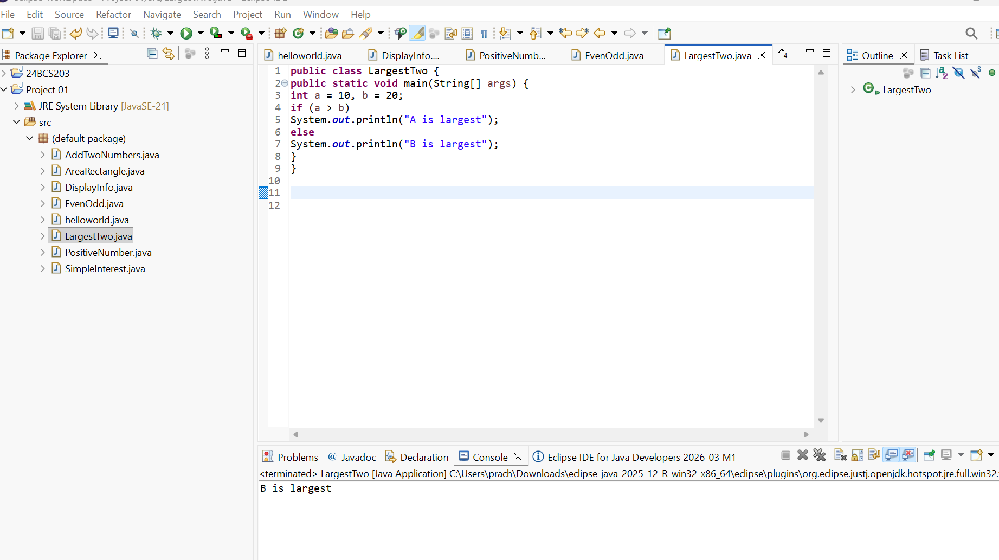 File Edit Source Refactor Navigate Search Project Run Window Help
Package Explorer
24BCS203
Project 01
JRE System Library [JavaSE-21]
src
(default package)
AddTwoNumbers.java
AreaRectangle.java
DisplayInfo.java
EvenOdd.java
helloworld.java
LargestTwo.java
PositiveNumber.java
SimpleInterest.java
helloworld.java DisplayInfo.... PositiveNumb... EvenOdd.java LargestTwo.java »4
1 public class LargestTwo {
2 public static void main(String[] args) {
3 int a = 10, b = 20;
4 if (a > b)
5 System.out.println("A is largest");
6 else
7 System.out.println("B is largest");
8 }
9 }
10
11
12
Outline Task List
LargestTwo
Problems @ Javadoc Declaration Console Eclipse IDE for Java Developers 2026-03 M1
<terminated> LargestTwo [Java Application] C:\Users\prach\Downloads\eclipse-java-2025-12-R-win32-x86_64\eclipse\plugins\org.eclipse.justj.openjdk.hotspot.jre.full.win32.
B is largest